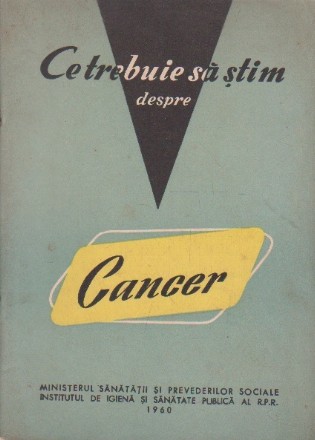 Ce trebuie să știm
despre
Cancer
MINISTERUL SĂNĂTĂȚII ȘI PREVEDERILOR SOCIALE
INSTITUTUL DE IGIENĂ ȘI SĂNĂTATE PUBLICĂ AL R.P.R.
1960